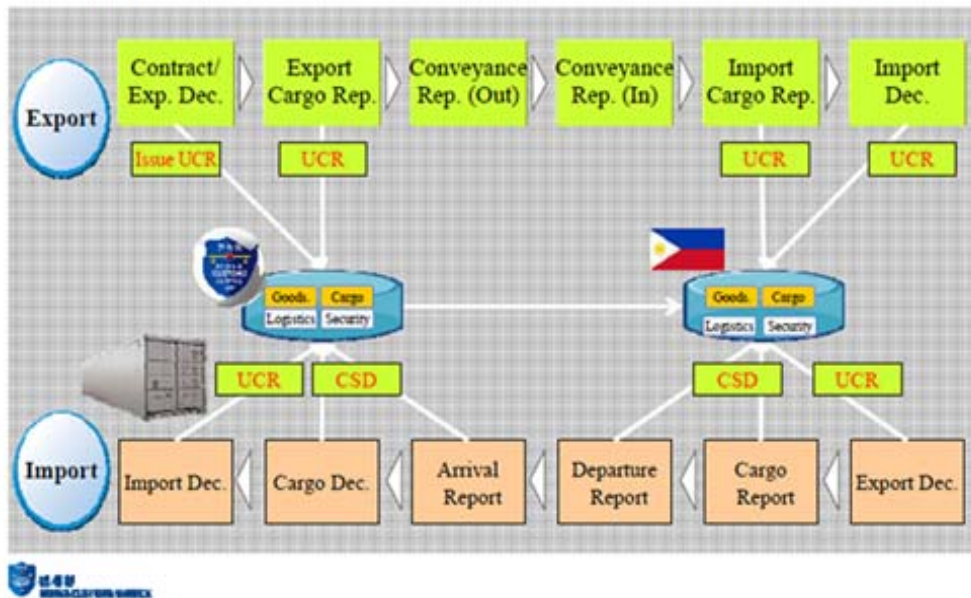 Export
Contract/
Exp. Dec.
Export
Cargo Rep.
Conveyance
Rep. (Out)
Conveyance
Rep. (In)
Import
Cargo Rep.
Import
Dec.
Issue UCR
UCR
UCR
UCR
Goods.
Cargo
Logistics
Security
Goods.
Cargo
Logistics
Security
UCR
CSD
CSD
UCR
Import
Import Dec.
Cargo Dec.
Arrival
Report
Departure
Report
Cargo
Report
Export Dec.